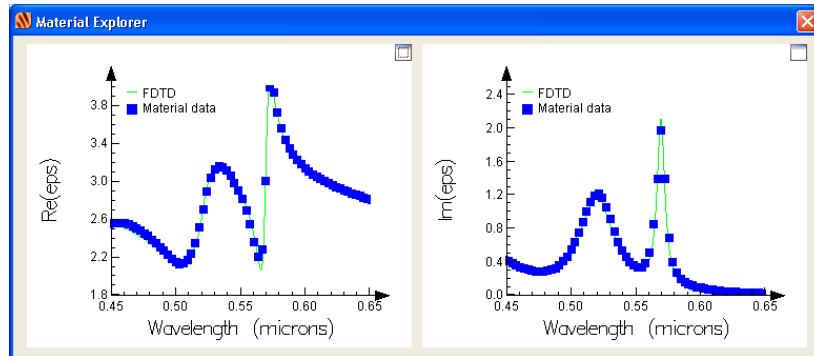 Material Explorer
FDTD
Material data
Re(eps)
3.8
3.4
3.0
2.6
2.2
1.8
0.45 0.50 0.55 0.60 0.65
Wavelength (microns)
FDTD
Material data
Im(eps)
2.4
2.0
1.6
1.2
0.8
0.4
0.0
0.45 0.50 0.55 0.60 0.65
Wavelength (microns)